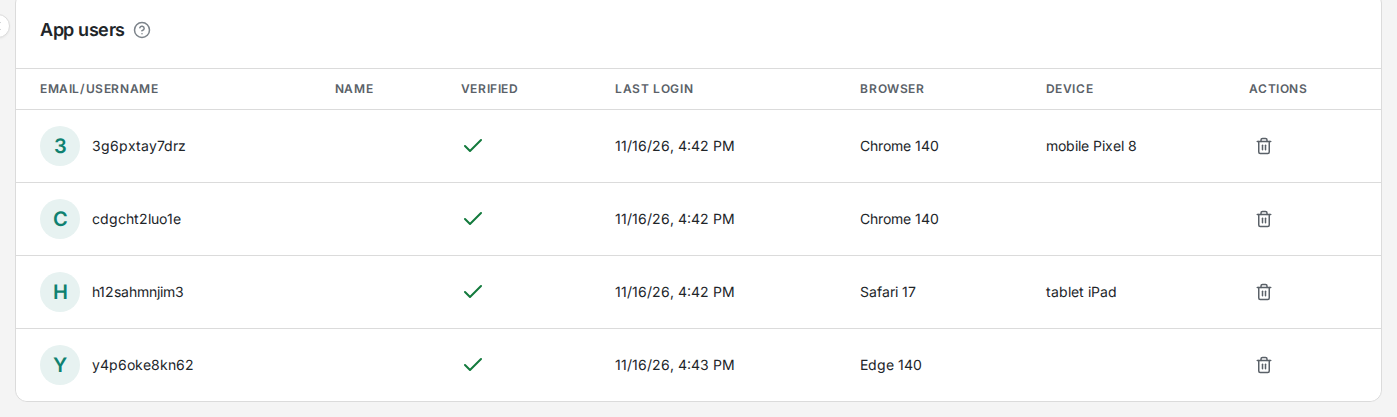 App users
EMAIL/USERNAME NAME VERIFIED LAST LOGIN BROWSER DEVICE ACTIONS
3 3g6pxtay7drz 11/16/26, 4:42 PM Chrome 140 mobile Pixel 8
C cdgcht2luo1e 11/16/26, 4:42 PM Chrome 140
H h12sahmnjim3 11/16/26, 4:42 PM Safari 17 tablet iPad
Y y4p6oke8kn62 11/16/26, 4:43 PM Edge 140